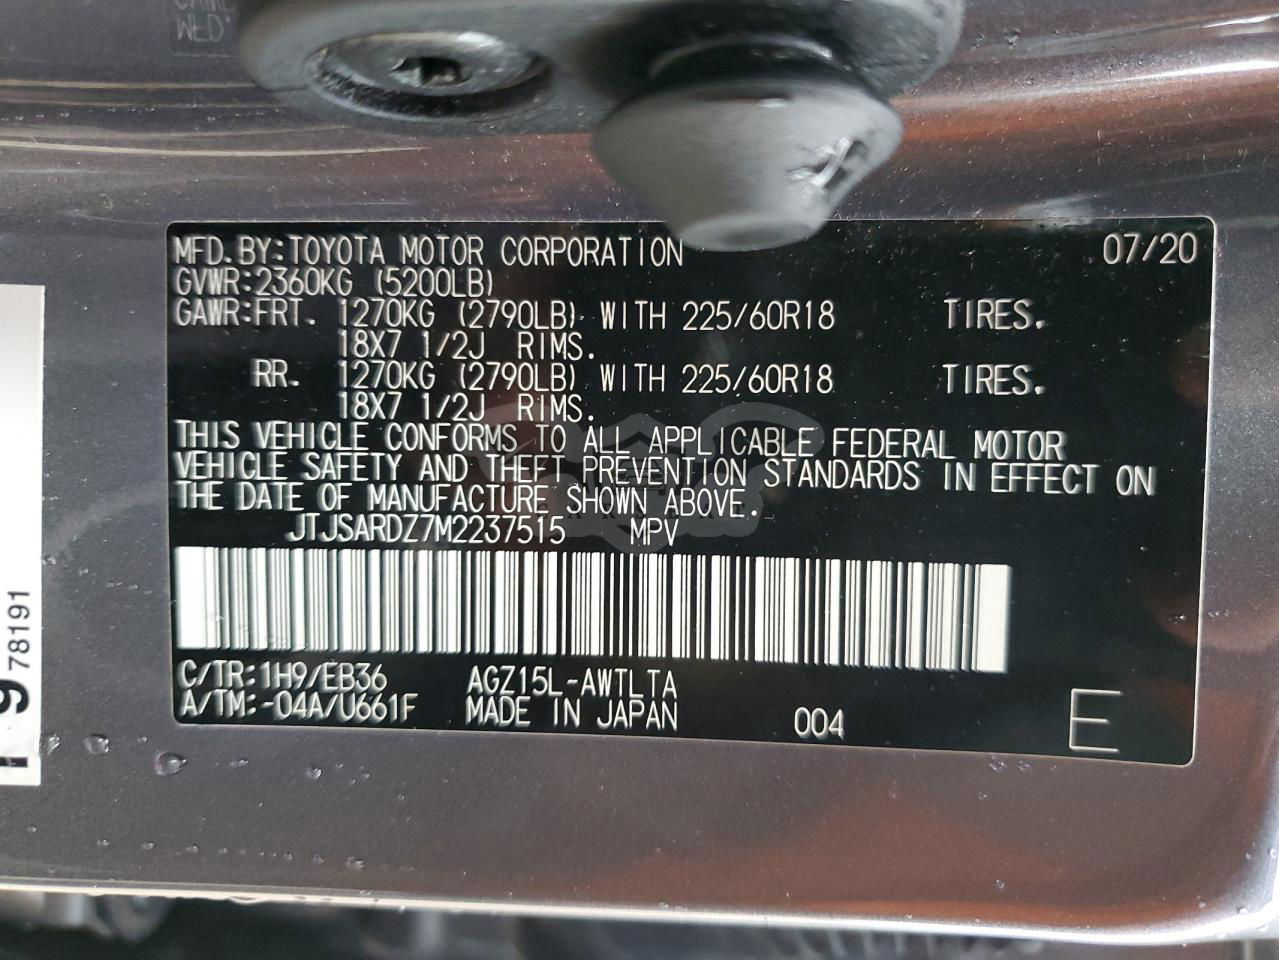 WED
MFD.BY:TOYOTA MOTOR CORPORATION 07/20
GVWR:2360KG (5200LB)
GAWR:FRT. 1270KG (2790LB) WITH 225/60R18 TIRES.
18X7 1/2J RIMS.
RR. 1270KG (2790LB) WITH 225/60R18 TIRES.
18X7 1/2J RIMS.
THIS VEHICLE CONFORMS TO ALL APPLICABLE FEDERAL MOTOR
VEHICLE SAFETY AND THEFT PREVENTION STANDARDS IN EFFECT ON
THE DATE OF MANUFACTURE SHOWN ABOVE.
JTJSARDZ7M2237515 MPV
C/TR:1H9/EB36 AGZ15L-AWTLTA
A/TM:-04A/U661F MADE IN JAPAN 004 E
978191